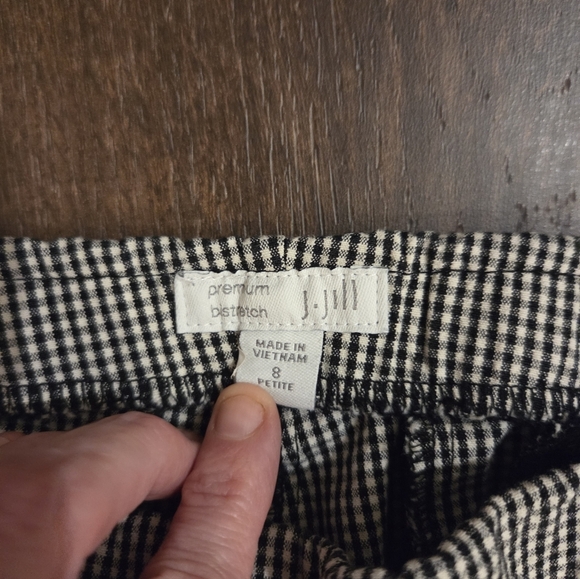 premium
bistretch
j.jill
MADE IN
VIETNAM
8
PETITE